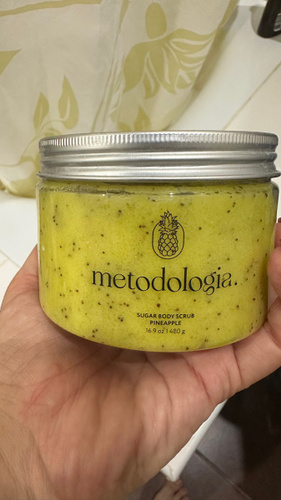 metodologia.
SUGAR BODY SCRUB
PINEAPPLE
16.9 oz / 480 g